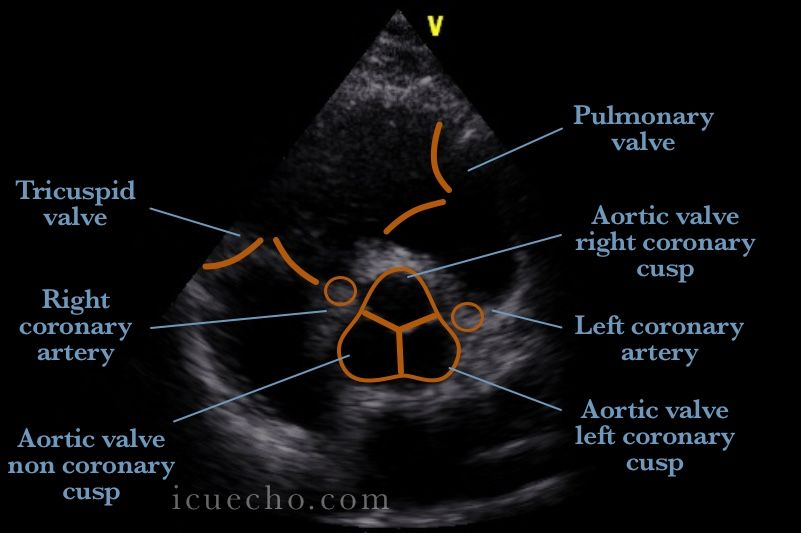 V
Pulmonary
valve
Tricuspid
valve
Aortic valve
right coronary
cusp
Right
coronary
artery
Left coronary
artery
Aortic valve
non coronary
cusp
Aortic valve
left coronary
cusp
icuecho.com